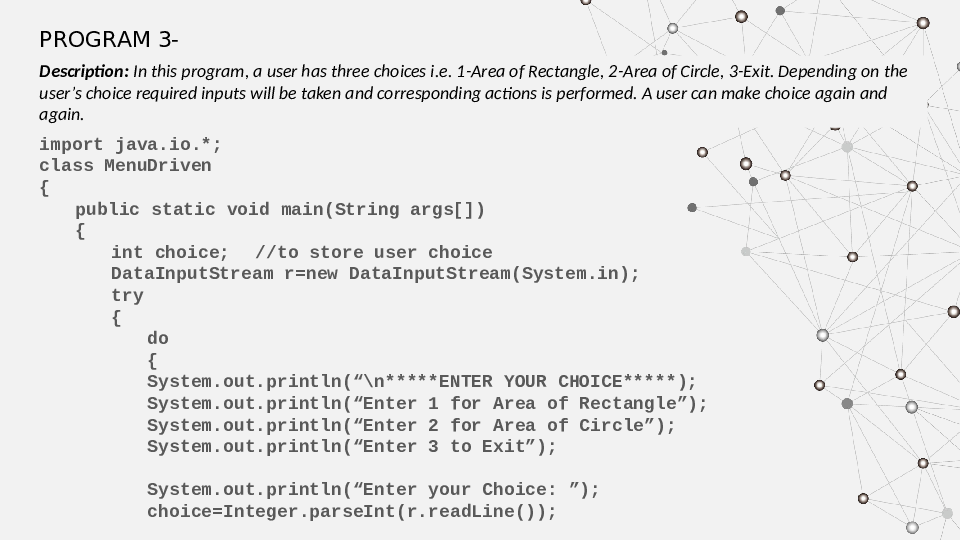 PROGRAM 3-
Description: In this program, a user has three choices i.e. 1-Area of Rectangle, 2-Area of Circle, 3-Exit. Depending on the
user’s choice required inputs will be taken and corresponding actions is performed. A user can make choice again and
again.
import java.io.*;
class MenuDriven
{
public static void main(String args[])
{
int choice; //to store user choice
DataInputStream r=new DataInputStream(System.in);
try
{
do
{
System.out.println(“\n*****ENTER YOUR CHOICE*****);
System.out.println(“Enter 1 for Area of Rectangle”);
System.out.println(“Enter 2 for Area of Circle”);
System.out.println(“Enter 3 to Exit”);
System.out.println(“Enter your Choice: ”);
choice=Integer.parseInt(r.readLine());